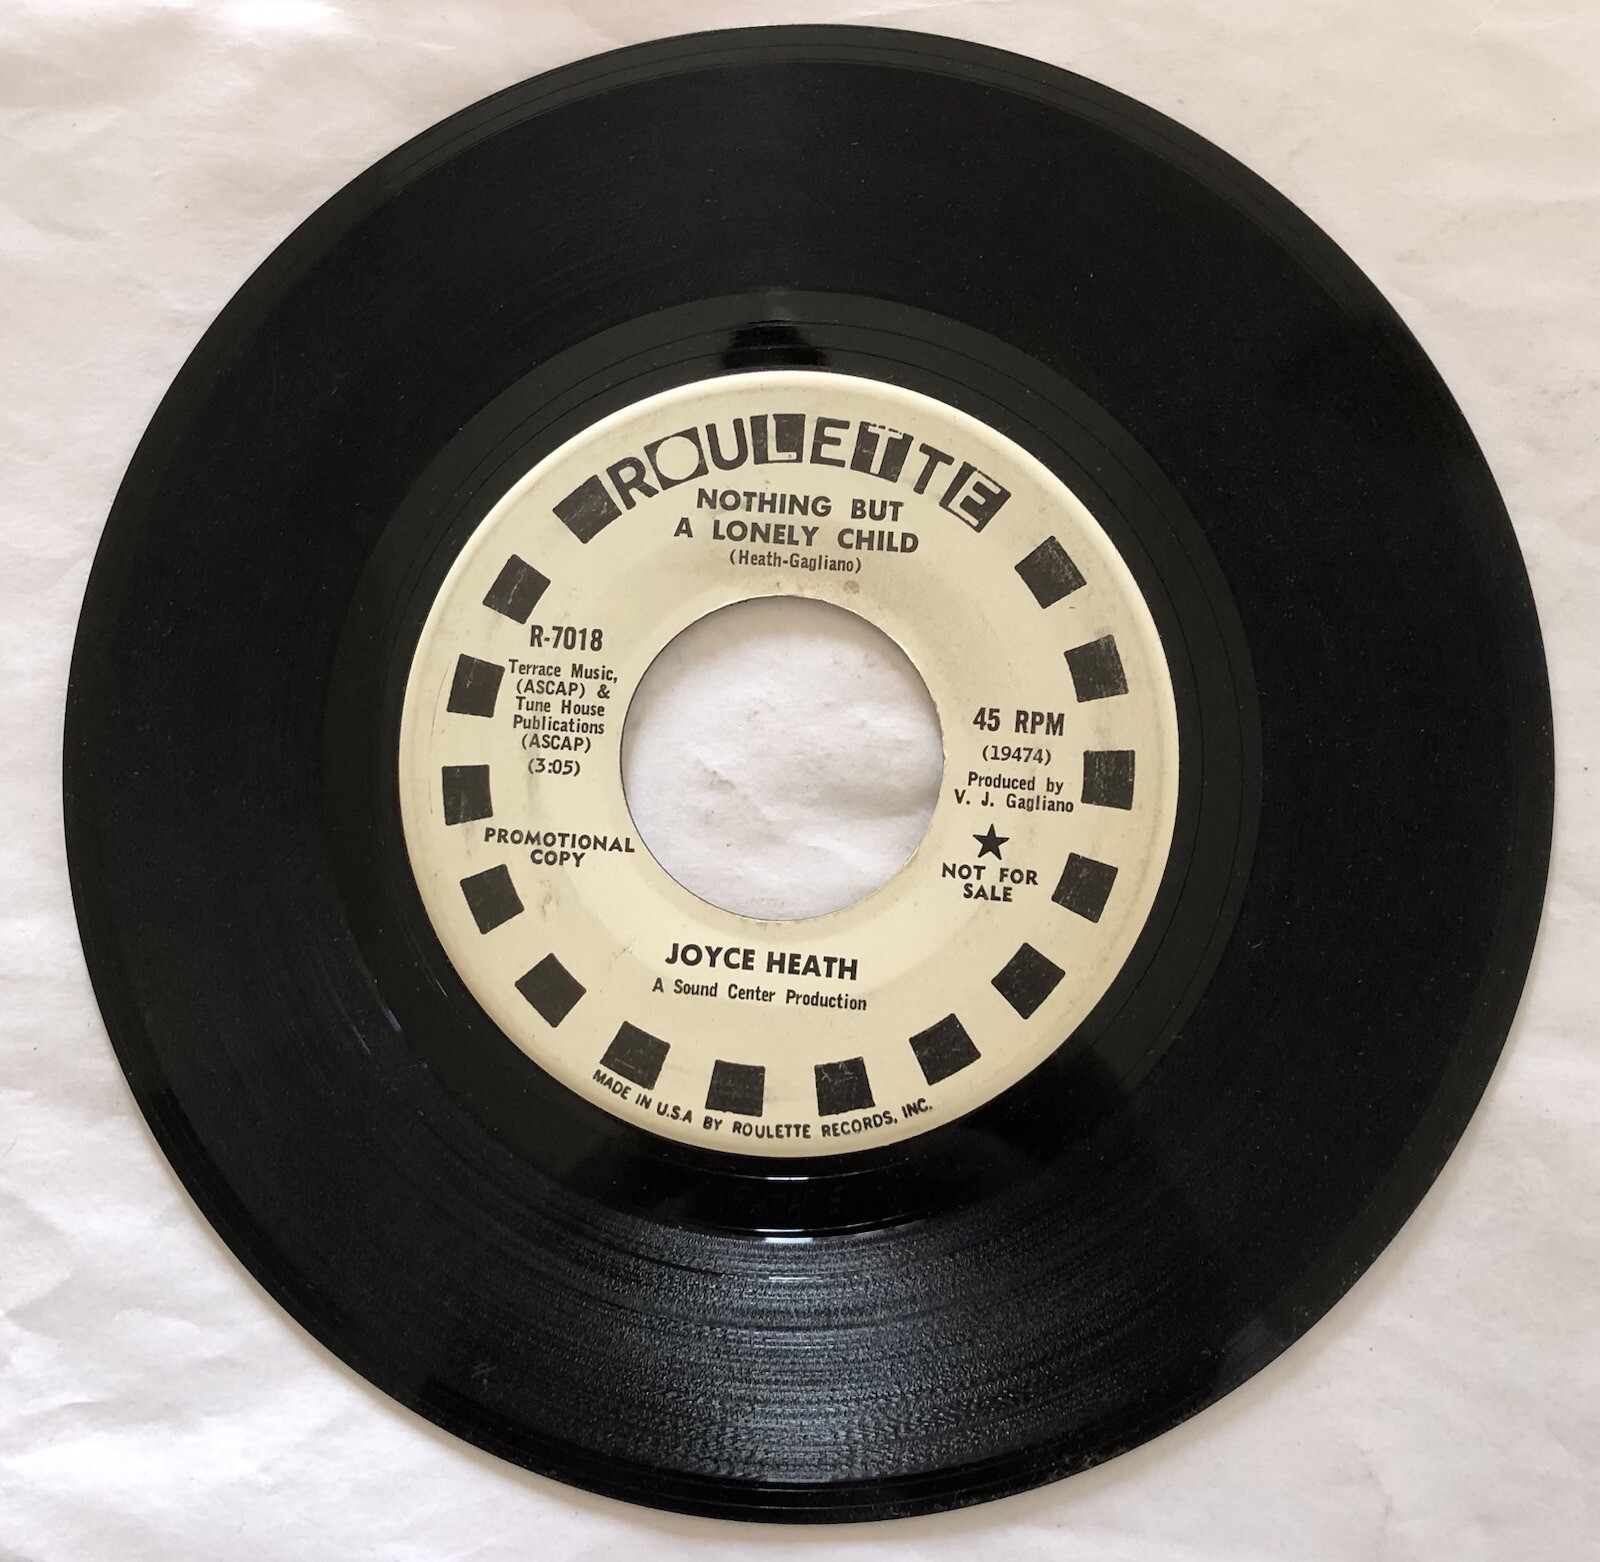 ROULETTE
NOTHING BUT
A LONELY CHILD
(Heath-Gagliano)
R-7018
Terrace Music,
(ASCAP) &
Tune House
Publications
(ASCAP)
(3:05)
PROMOTIONAL
COPY
45 RPM
(19474)
Produced by
V. J. Gagliano
NOT FOR
SALE
JOYCE HEATH
A Sound Center Production
MADE IN U.S.A BY ROULETTE RECORDS, INC.